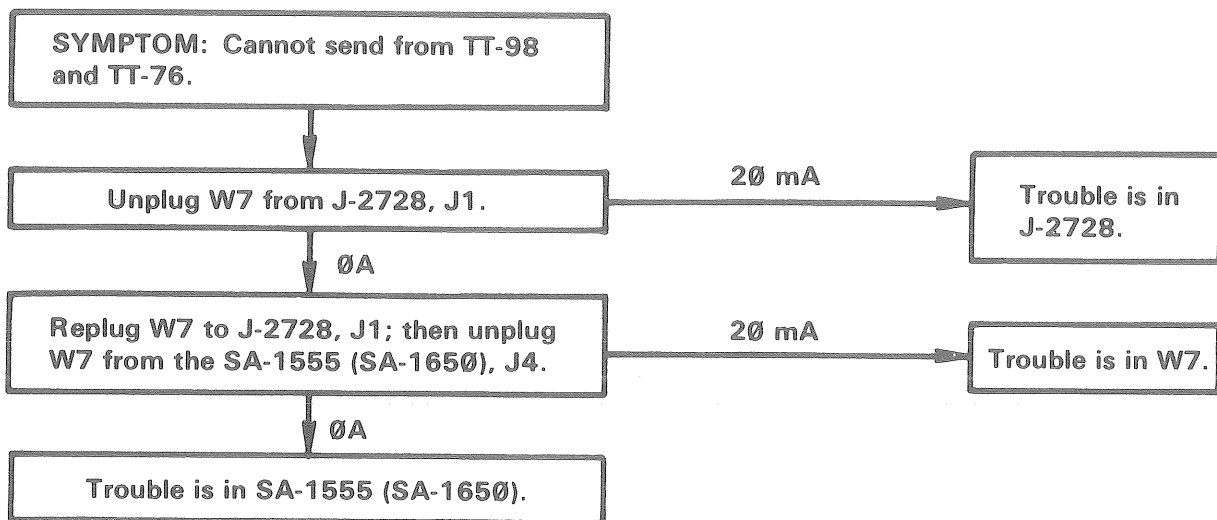 SYMPTOM: Cannot send from TT-98
and TT-76.
Unplug W7 from J-2728, J1.
2Ø mA
Trouble is in
J-2728.
ØA
Replug W7 to J-2728, J1; then unplug
W7 from the SA-1555 (SA-165Ø), J4.
2Ø mA
Trouble is in W7.
ØA
Trouble is in SA-1555 (SA-165Ø).